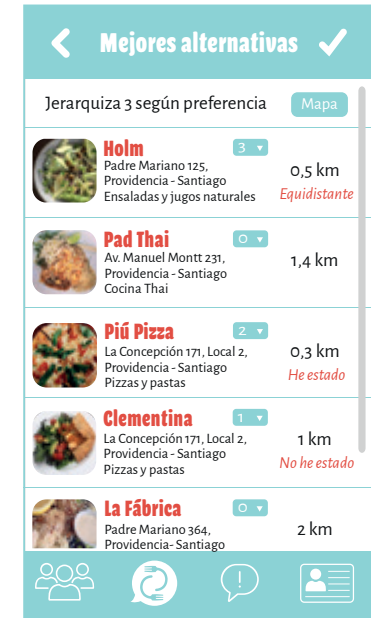 Mejores alternativas
Jerarquiza 3 según preferencia Mapa
Holm 3
Padre Mariano 125,
Providencia - Santiago
Ensaladas y jugos naturales
0,5 km
Equidistante
Pad Thai 0
Av. Manuel Montt 231,
Providencia - Santiago
Cocina Thai
1,4 km
Piú Pizza 2
La Concepción 171, Local 2,
Providencia - Santiago
Pizzas y pastas
0,3 km
He estado
Clementina 1
La Concepción 171, Local 2,
Providencia - Santiago
Pizzas y pastas
1 km
No he estado
La Fábrica 0
Padre Mariano 364,
Providencia- Santiago
2 km